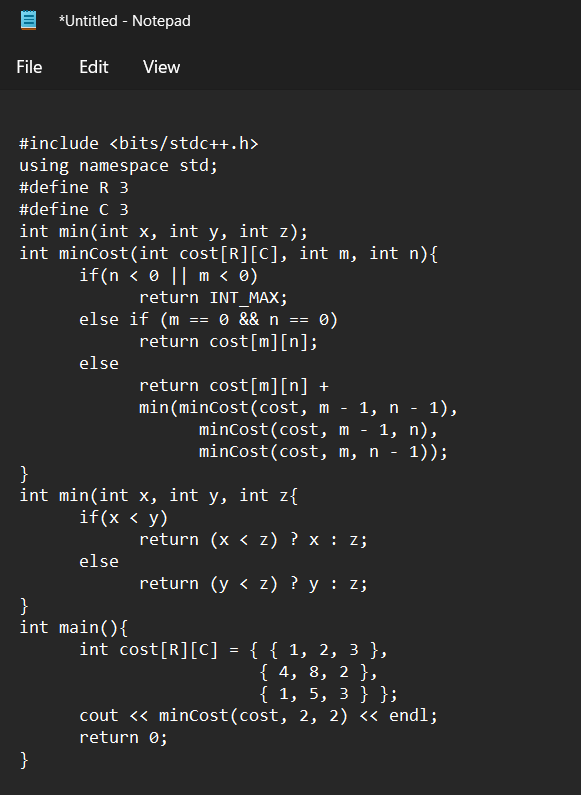 *Untitled - Notepad
File Edit View
#include <bits/stdc++.h>
using namespace std;
#define R 3
#define C 3
int min(int x, int y, int z);
int minCost(int cost[R][C], int m, int n){
      if(n < 0 || m < 0)
            return INT_MAX;
      else if (m == 0 && n == 0)
            return cost[m][n];
      else
            return cost[m][n] +
            min(minCost(cost, m - 1, n - 1),
                  minCost(cost, m - 1, n),
                  minCost(cost, m, n - 1));
}
int min(int x, int y, int z{
      if(x < y)
            return (x < z) ? x : z;
      else
            return (y < z) ? y : z;
}
int main(){
      int cost[R][C] = { { 1, 2, 3 },
                        { 4, 8, 2 },
                        { 1, 5, 3 } };
      cout << minCost(cost, 2, 2) << endl;
      return 0;
}